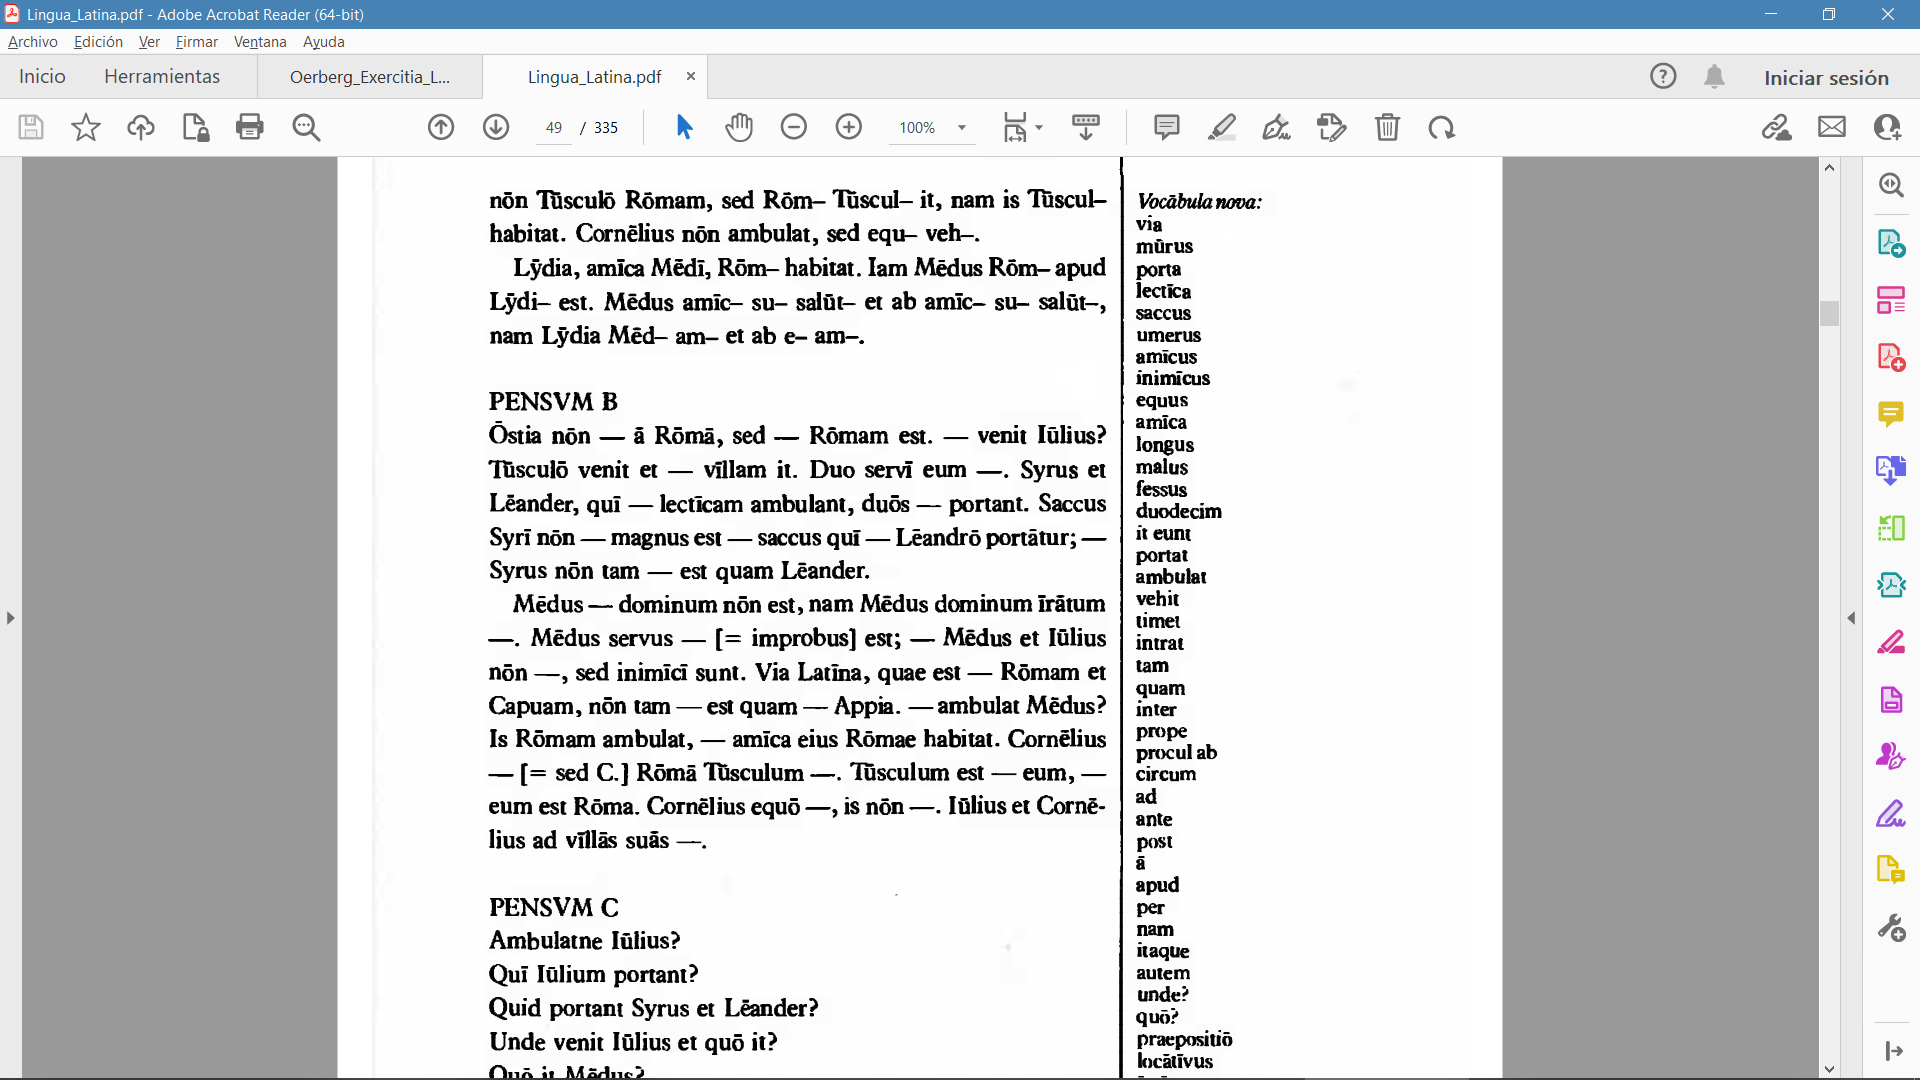 Lingua_Latina.pdf - Adobe Acrobat Reader (64-bit)
Archivo Edición Ver Firmar Ventana Ayuda
Inicio Herramientas Oerberg_Exercitia_L... Lingua_Latina.pdf × Iniciar sesión
49 / 335 100%
nōn Tūsculō Rōmam, sed Rōm– Tūscul– it, nam is Tūscul–
habitat. Cornēlius nōn ambulat, sed equ– veh–.
Lȳdia, amīca Mēdī, Rōm– habitat. Iam Mēdus Rōm– apud
Lȳdi– est. Mēdus amīc– su– salūt– et ab amīc– su– salūt–,
nam Lȳdia Mēd– am– et ab e– am–.
PENSVM B
Ōstia nōn — ā Rōmā, sed — Rōmam est. — venit Iūlius?
Tūsculō venit et — vīllam it. Duo servī eum —. Syrus et
Lēander, quī — lectīcam ambulant, duōs — portant. Saccus
Syrī nōn — magnus est — saccus quī — Lēandrō portātur; —
Syrus nōn tam — est quam Lēander.
Mēdus — dominum nōn est, nam Mēdus dominum īrātum
—. Mēdus servus — [= improbus] est; — Mēdus et Iūlius
nōn —, sed inimīcī sunt. Via Latīna, quae est — Rōmam et
Capuam, nōn tam — est quam — Appia. — ambulat Mēdus?
Is Rōmam ambulat, — amīca eius Rōmae habitat. Cornēlius
— [= sed C.] Rōmā Tūsculum —. Tūsculum est — eum, —
eum est Rōma. Cornēlius equō —, is nōn —. Iūlius et Cornē-
lius ad vīllās suās —.
PENSVM C
Ambulatne Iūlius?
Quī Iūlium portant?
Quid portant Syrus et Lēander?
Unde venit Iūlius et quō it?
Quō it Mēdus?
Vocābula nova:
via
mūrus
porta
lectīca
saccus
umerus
amīcus
inimīcus
equus
amīca
longus
malus
fessus
duodecim
it eunt
portat
ambulat
vehit
timet
intrat
tam
quam
inter
prope
procul ab
circum
ad
ante
post
ā
apud
per
nam
itaque
autem
unde?
quō?
praepositiō
locātīvus